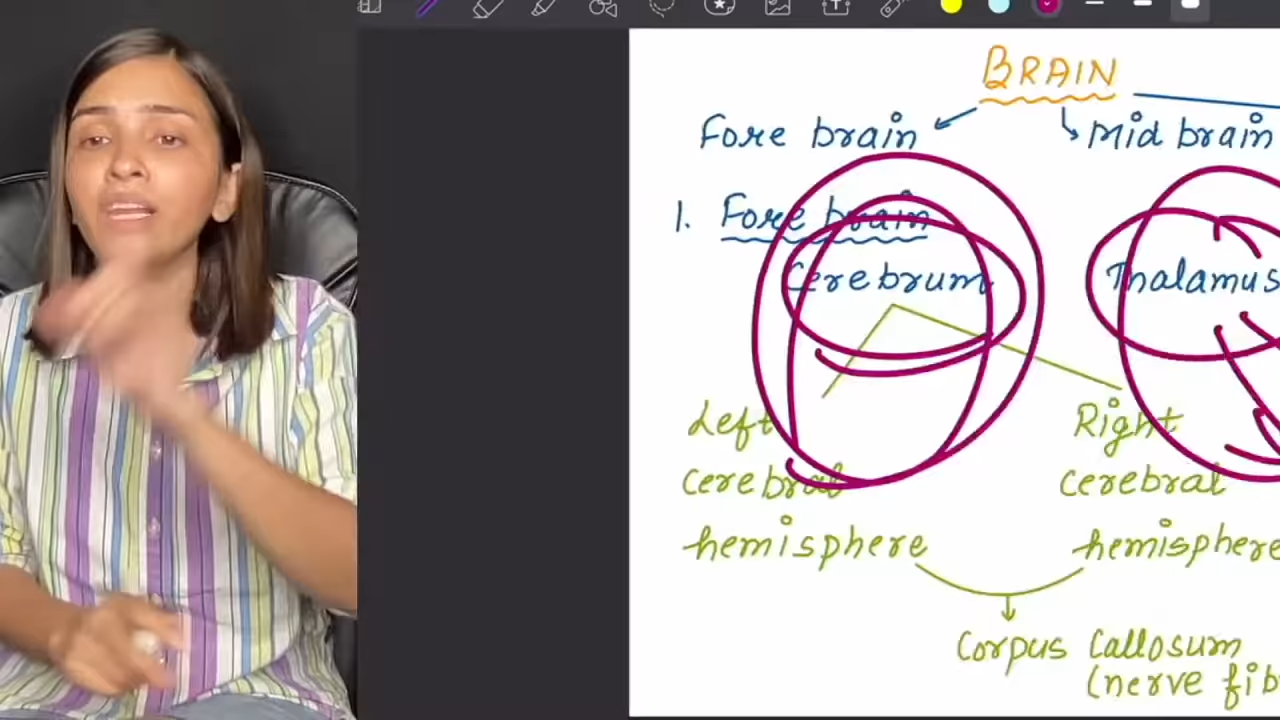 BRAIN
Fore brain Mid brain
1. Fore brain
Cerebrum Thalamus
Left Right
cerebral cerebral
hemisphere hemisphere
Corpus Callosum
(nerve fib